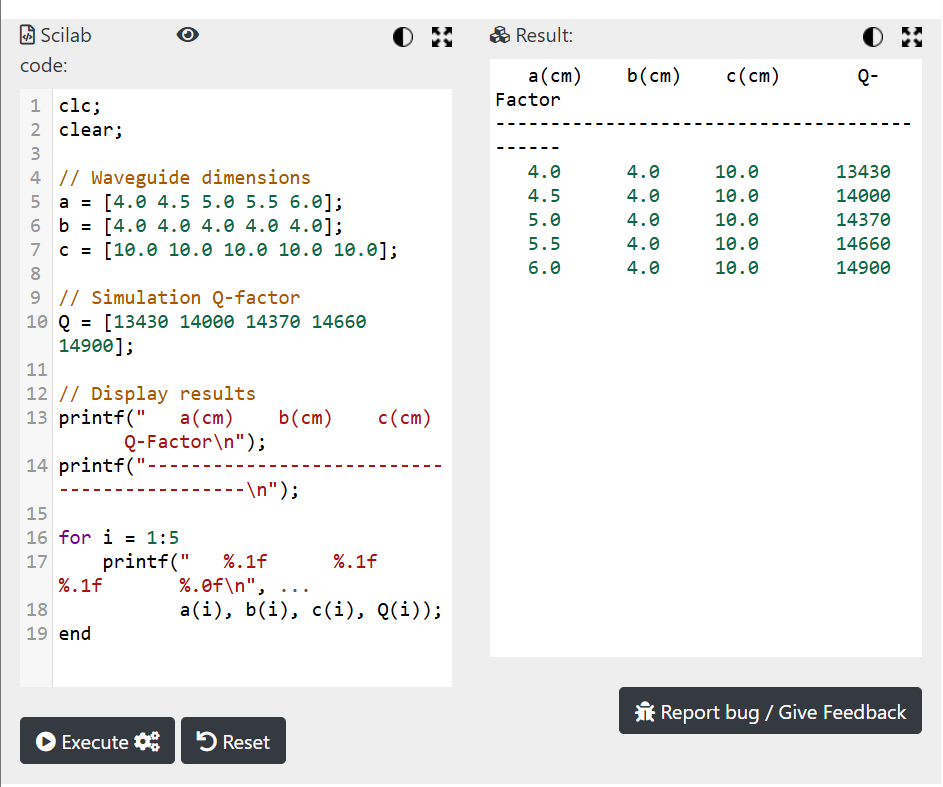 Scilab
code:
1 clc;
2 clear;
3
4 // Waveguide dimensions
5 a = [4.0 4.5 5.0 5.5 6.0];
6 b = [4.0 4.0 4.0 4.0 4.0];
7 c = [10.0 10.0 10.0 10.0 10.0];
8
9 // Simulation Q-factor
10 Q = [13430 14000 14370 14660
14900];
11
12 // Display results
13 printf("   a(cm)    b(cm)    c(cm)
      Q-Factor\n");
14 printf("---------------------------
-----------------\n");
15
16 for i = 1:5
17     printf("   %.1f      %.1f
%.1f       %.0f\n", ...
18            a(i), b(i), c(i), Q(i));
19 end
Execute
Reset
Result:
   a(cm)    b(cm)    c(cm)       Q-
Factor
--------------------------------------
------
   4.0      4.0     10.0       13430
   4.5      4.0     10.0       14000
   5.0      4.0     10.0       14370
   5.5      4.0     10.0       14660
   6.0      4.0     10.0       14900
Report bug / Give Feedback